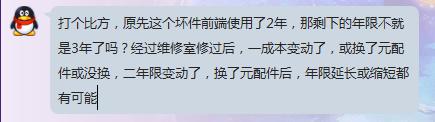 打个比方，原先这个坏件前端使用了2年，那剩下的年限不就
是3年了吗？经过维修室修过后，一成本变动了，或换了元配
件或没换，二年限变动了，换了元配件后，年限延长或缩短都
有可能